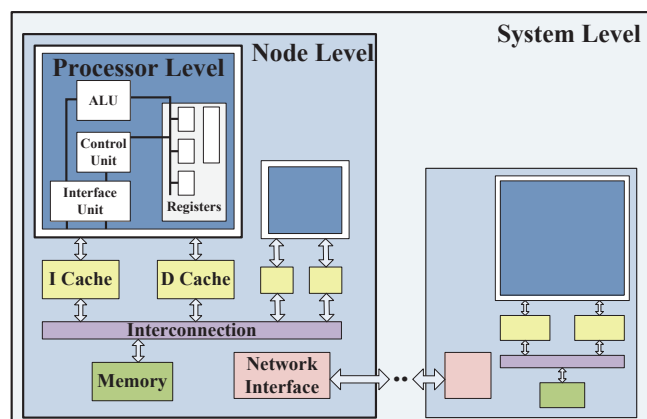 System Level
Node Level
Processor Level
ALU
Control
Unit
Interface
Unit
Registers
I Cache
D Cache
Interconnection
Memory
Network
Interface